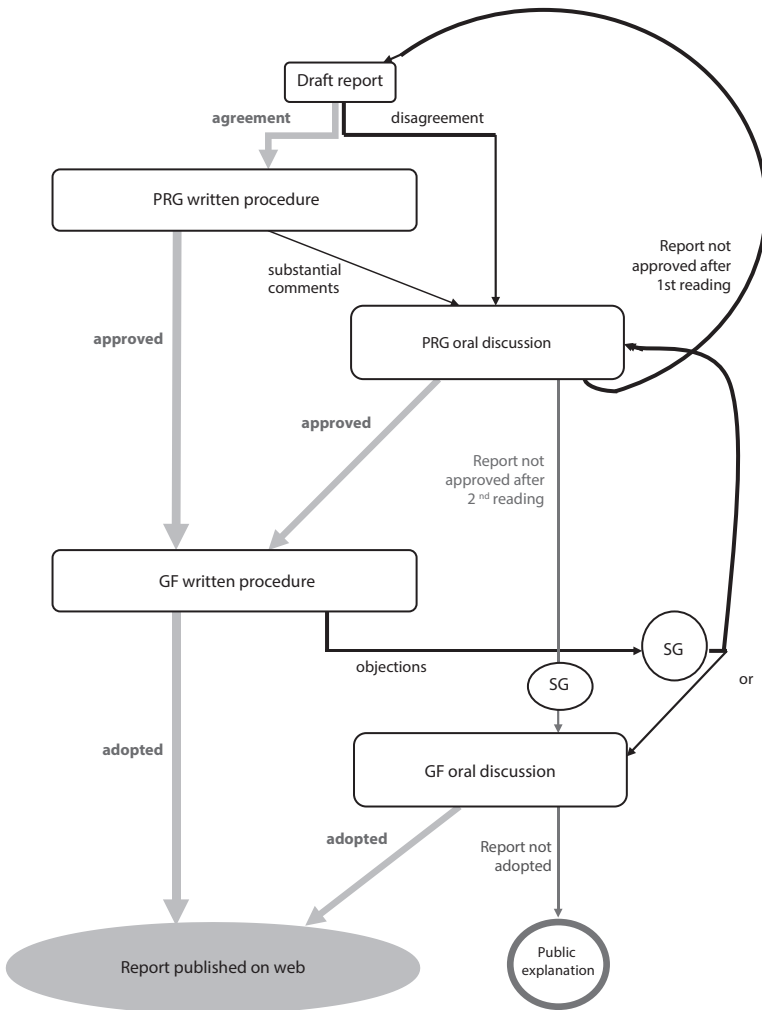 Draft report
agreement
disagreement
PRG written procedure
substantial
comments
Report not
approved after
1st reading
approved
PRG oral discussion
approved
Report not
approved after
2 nd reading
GF written procedure
objections
SG
or
SG
adopted
GF oral discussion
adopted
Report not
adopted
Report published on web
Public
explanation